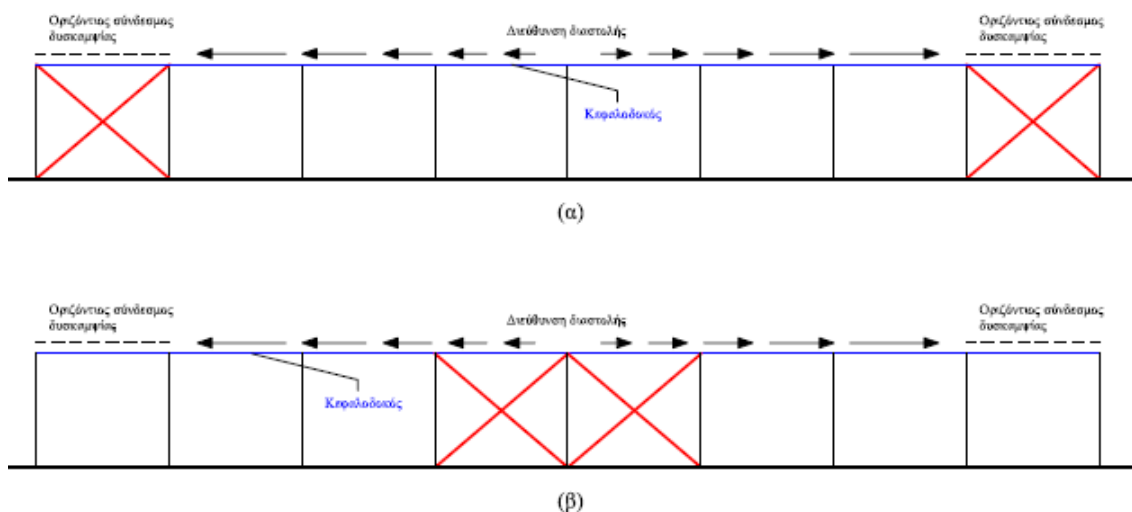 Οριζόντιος σύνδεσμος
δυσκαμψίας
Διεύθυνση διαστολής
Οριζόντιος σύνδεσμος
δυσκαμψίας
Κεφαλοδοκός
(α)
Οριζόντιος σύνδεσμος
δυσκαμψίας
Διεύθυνση διαστολής
Οριζόντιος σύνδεσμος
δυσκαμψίας
Κεφαλοδοκός
(β)